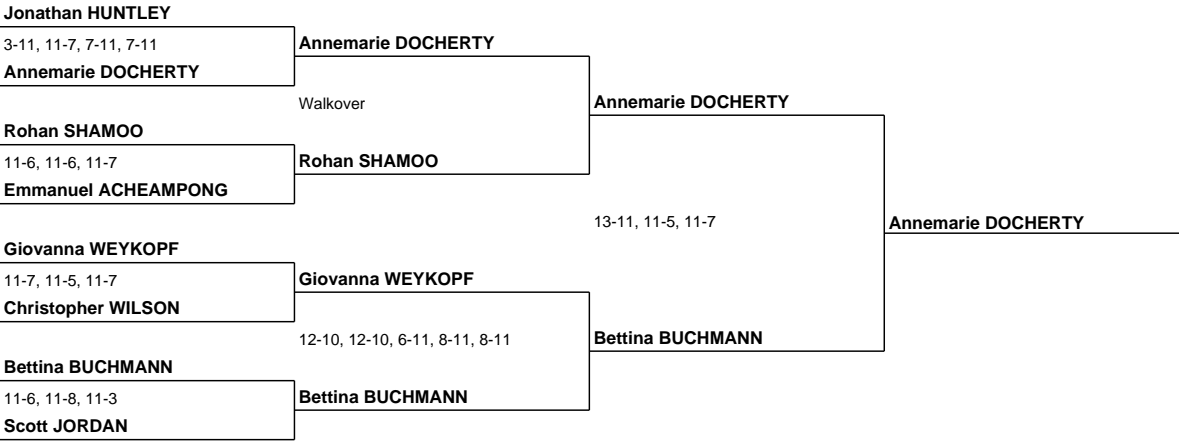 Jonathan HUNTLEY
3-11, 11-7, 7-11, 7-11
Annemarie DOCHERTY
Annemarie DOCHERTY
Walkover
Annemarie DOCHERTY
Rohan SHAMOO
11-6, 11-6, 11-7
Rohan SHAMOO
Emmanuel ACHEAMPONG
13-11, 11-5, 11-7
Annemarie DOCHERTY
Giovanna WEYKOPF
11-7, 11-5, 11-7
Giovanna WEYKOPF
Christopher WILSON
12-10, 12-10, 6-11, 8-11, 8-11
Bettina BUCHMANN
Bettina BUCHMANN
11-6, 11-8, 11-3
Bettina BUCHMANN
Scott JORDAN